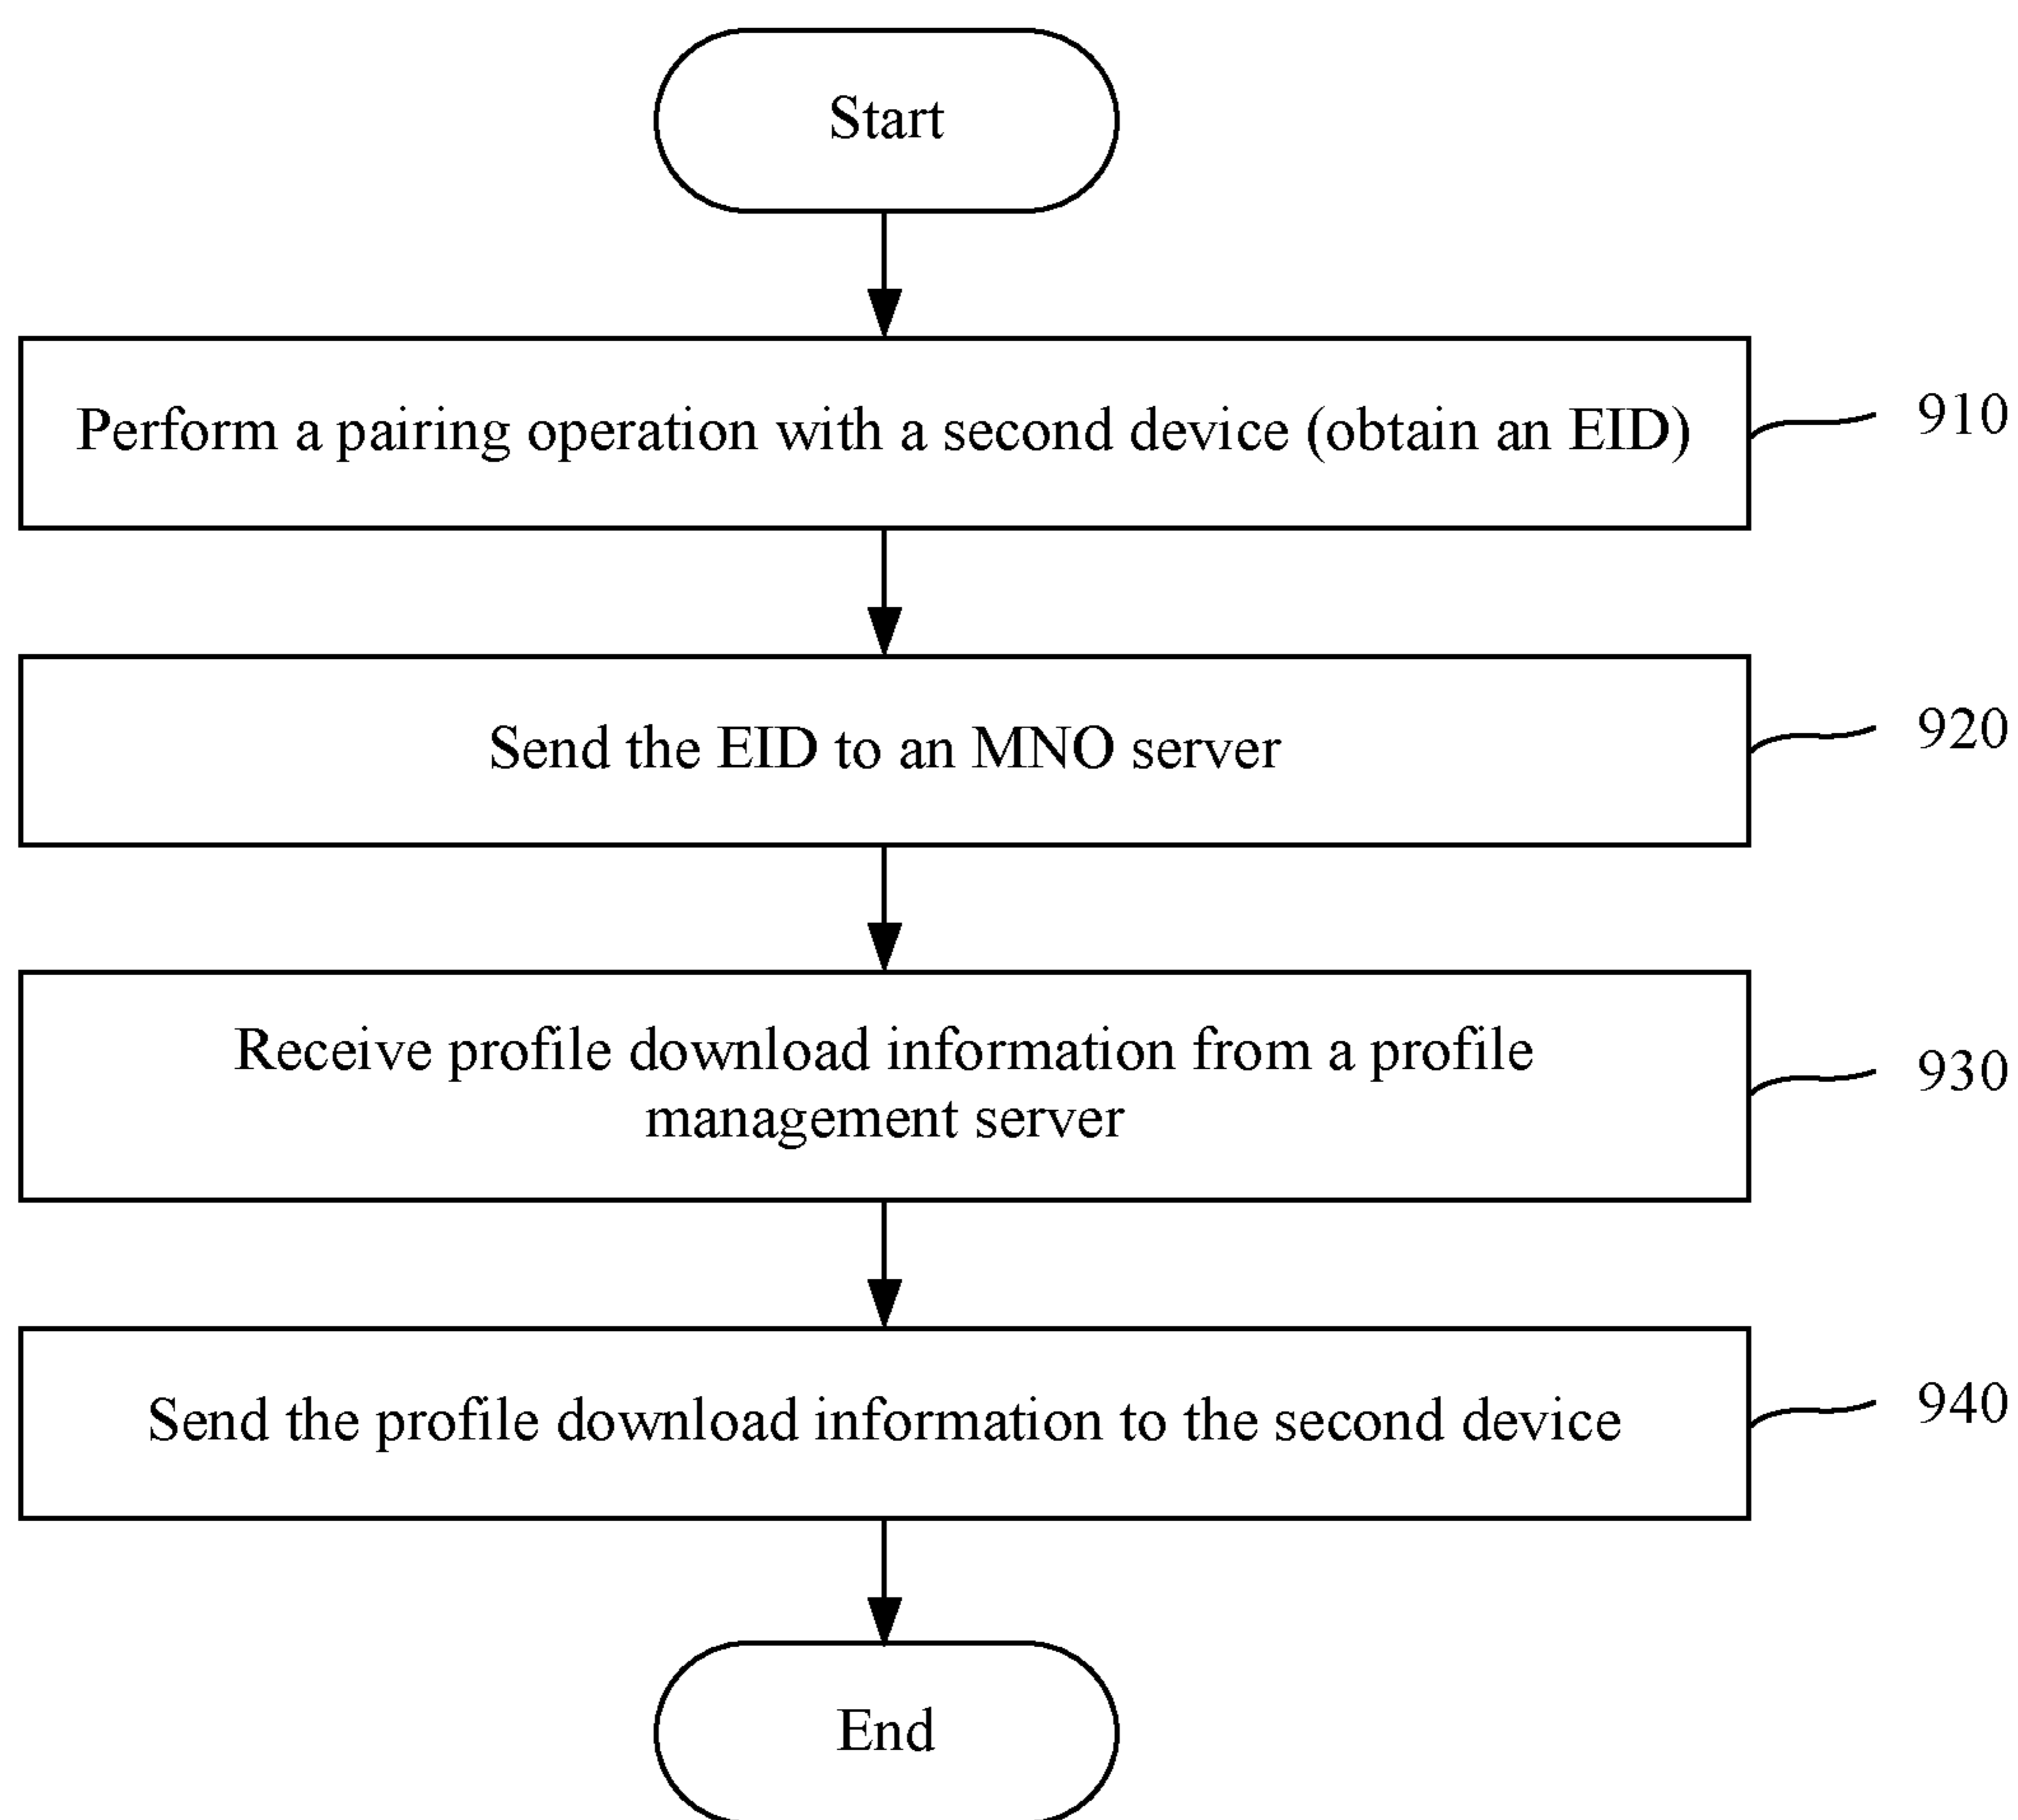 Start
Perform a pairing operation with a second device (obtain an EID)
910
Send the EID to an MNO server
920
Receive profile download information from a profile
management server
930
Send the profile download information to the second device
940
End